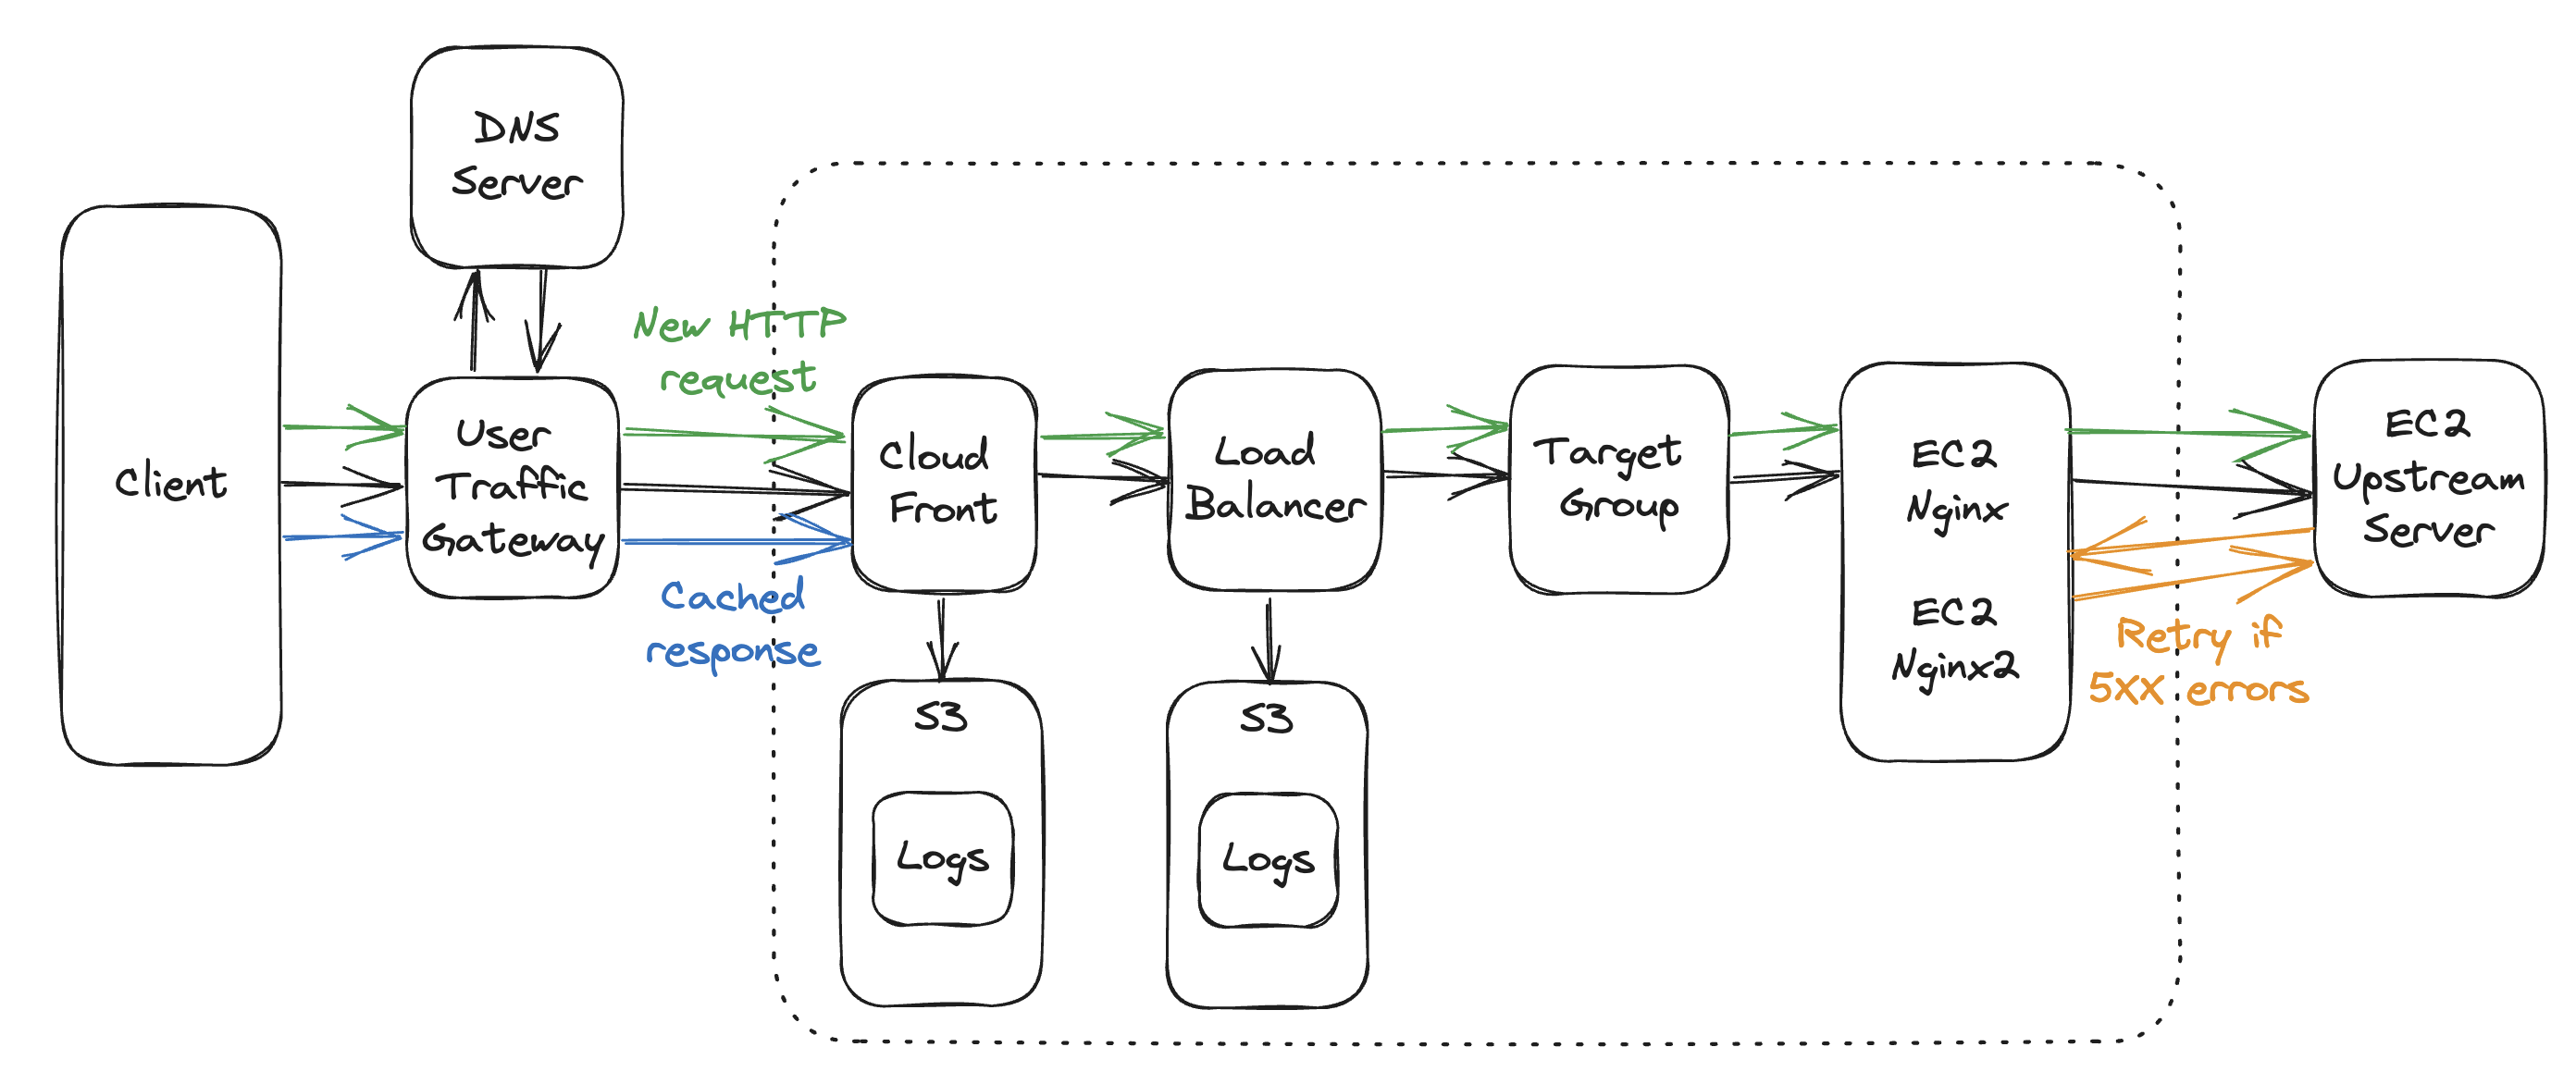 DNS
Server
Client
User
Traffic
Gateway
New HTTP
request
Cached
response
Cloud
Front
S3
Logs
Load
Balancer
S3
Logs
Target
Group
EC2
Nginx
EC2
Nginx2
Retry if
5XX errors
EC2
Upstream
Server